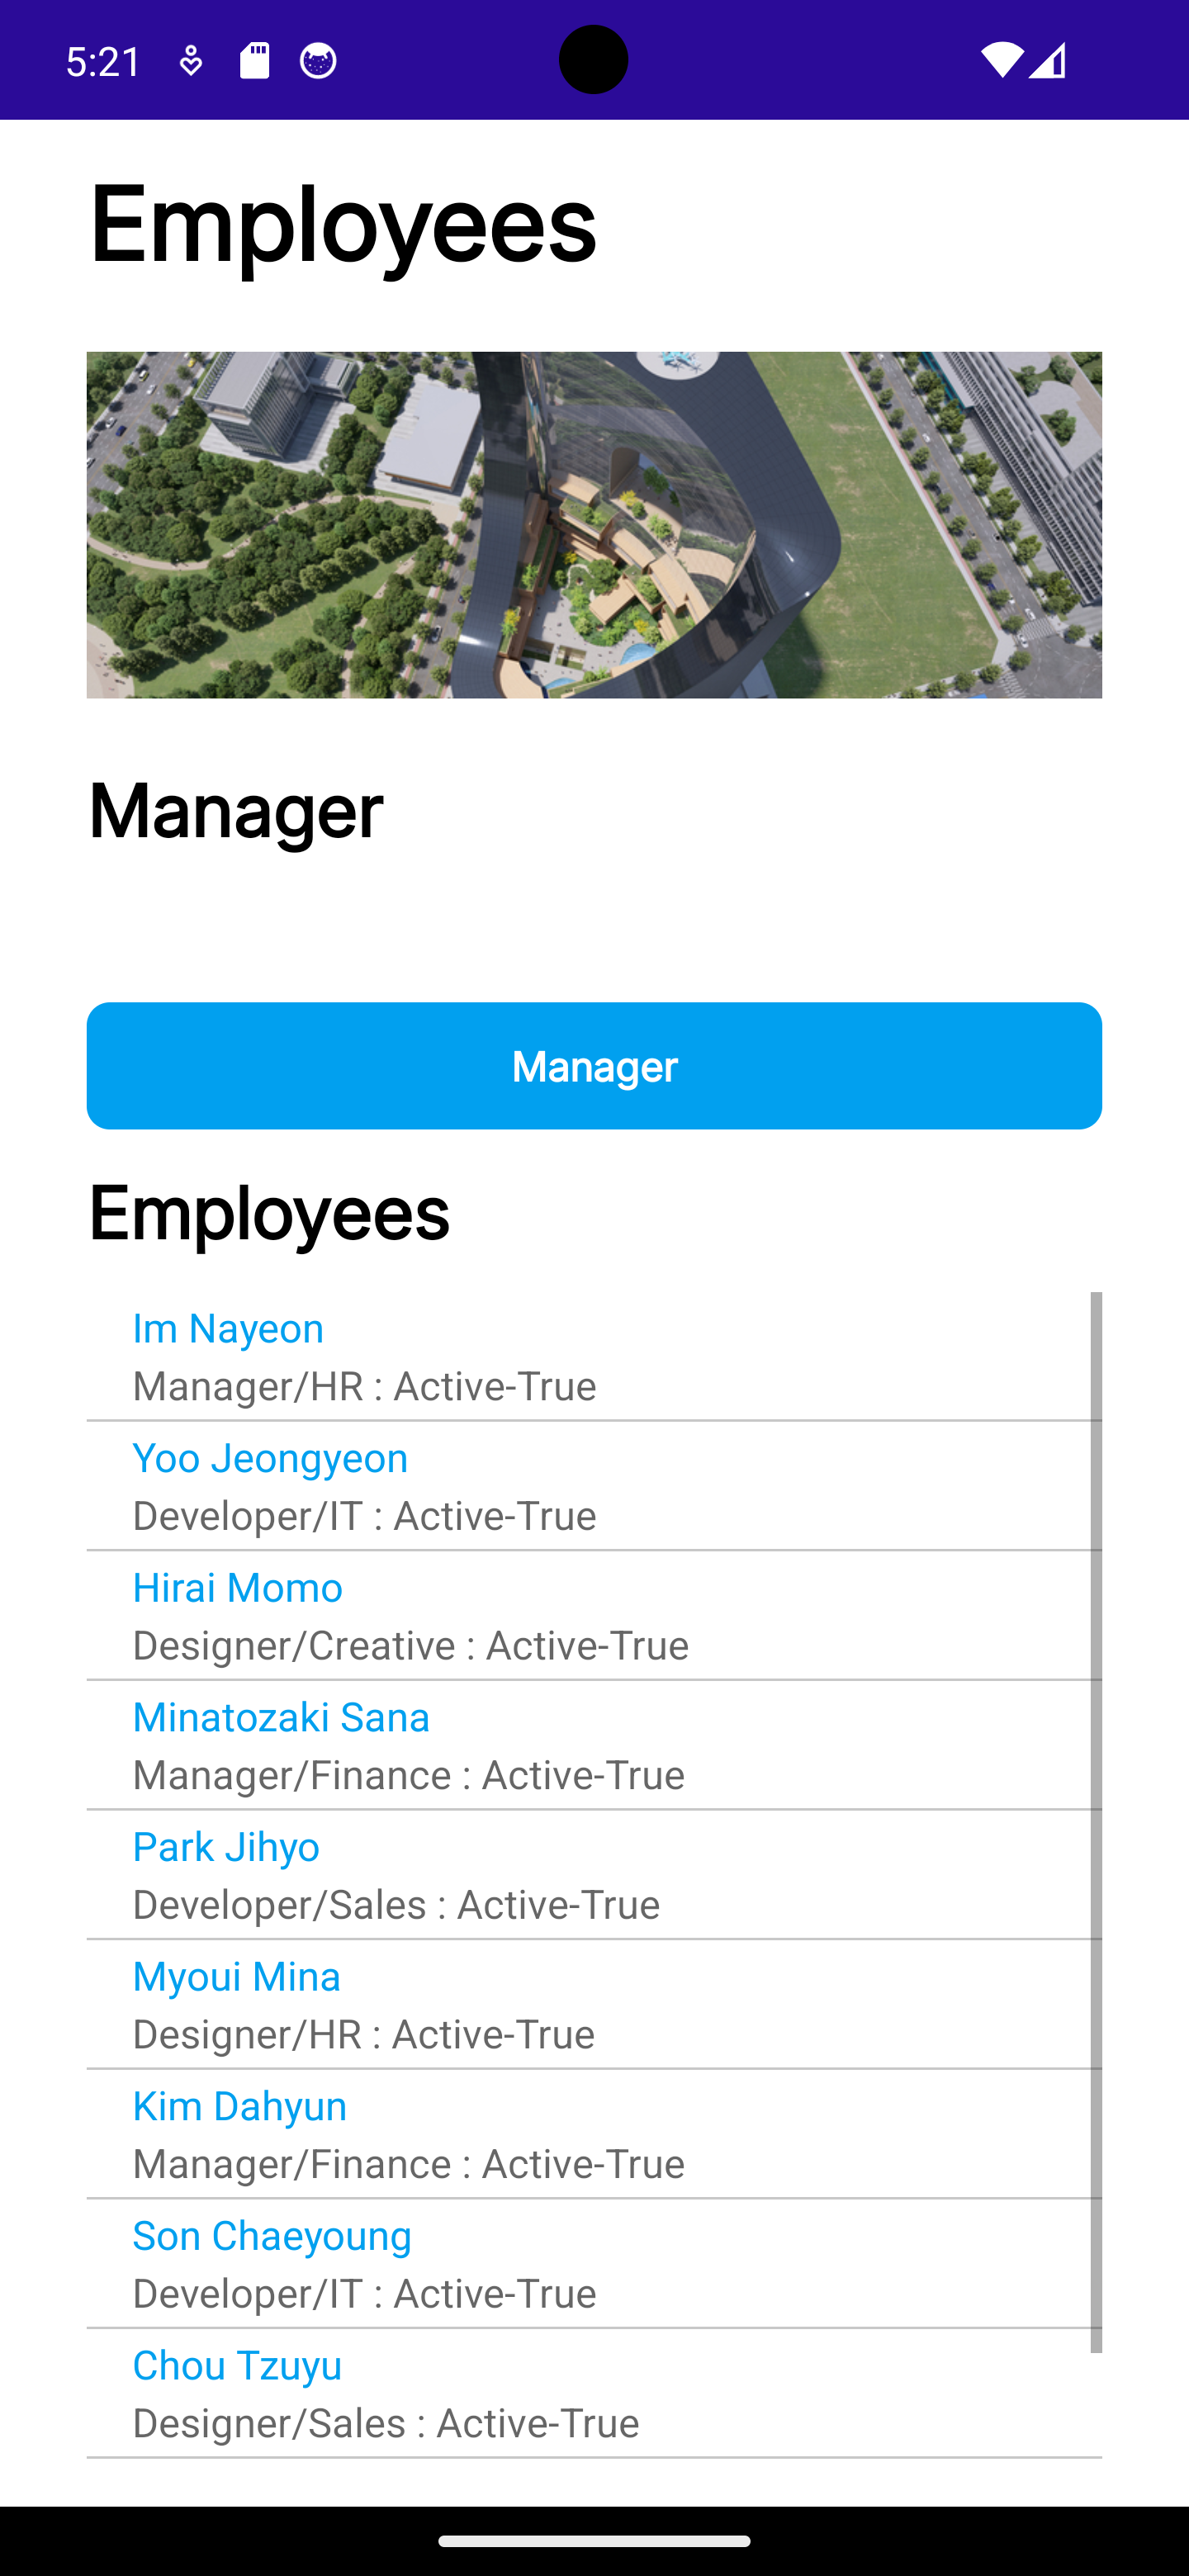 5:21
Employees
Manager
Manager
Employees
Im Nayeon
Manager/HR : Active-True
Yoo Jeongyeon
Developer/IT : Active-True
Hirai Momo
Designer/Creative : Active-True
Minatozaki Sana
Manager/Finance : Active-True
Park Jihyo
Developer/Sales : Active-True
Myoui Mina
Designer/HR : Active-True
Kim Dahyun
Manager/Finance : Active-True
Son Chaeyoung
Developer/IT : Active-True
Chou Tzuyu
Designer/Sales : Active-True